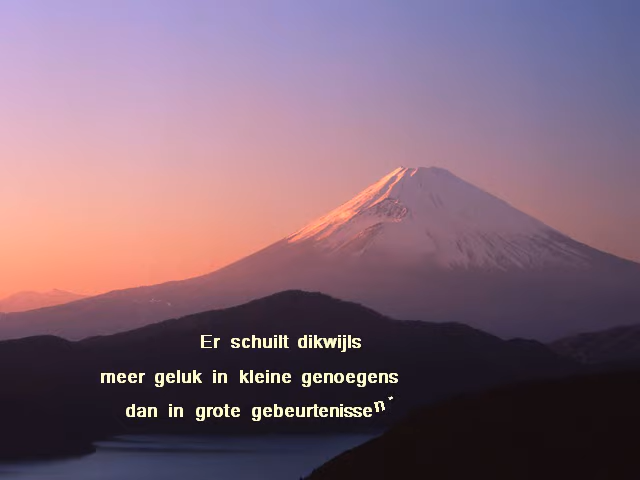 Er schuilt dikwijls
meer geluk in kleine genoegens
dan in grote gebeurtenissen.